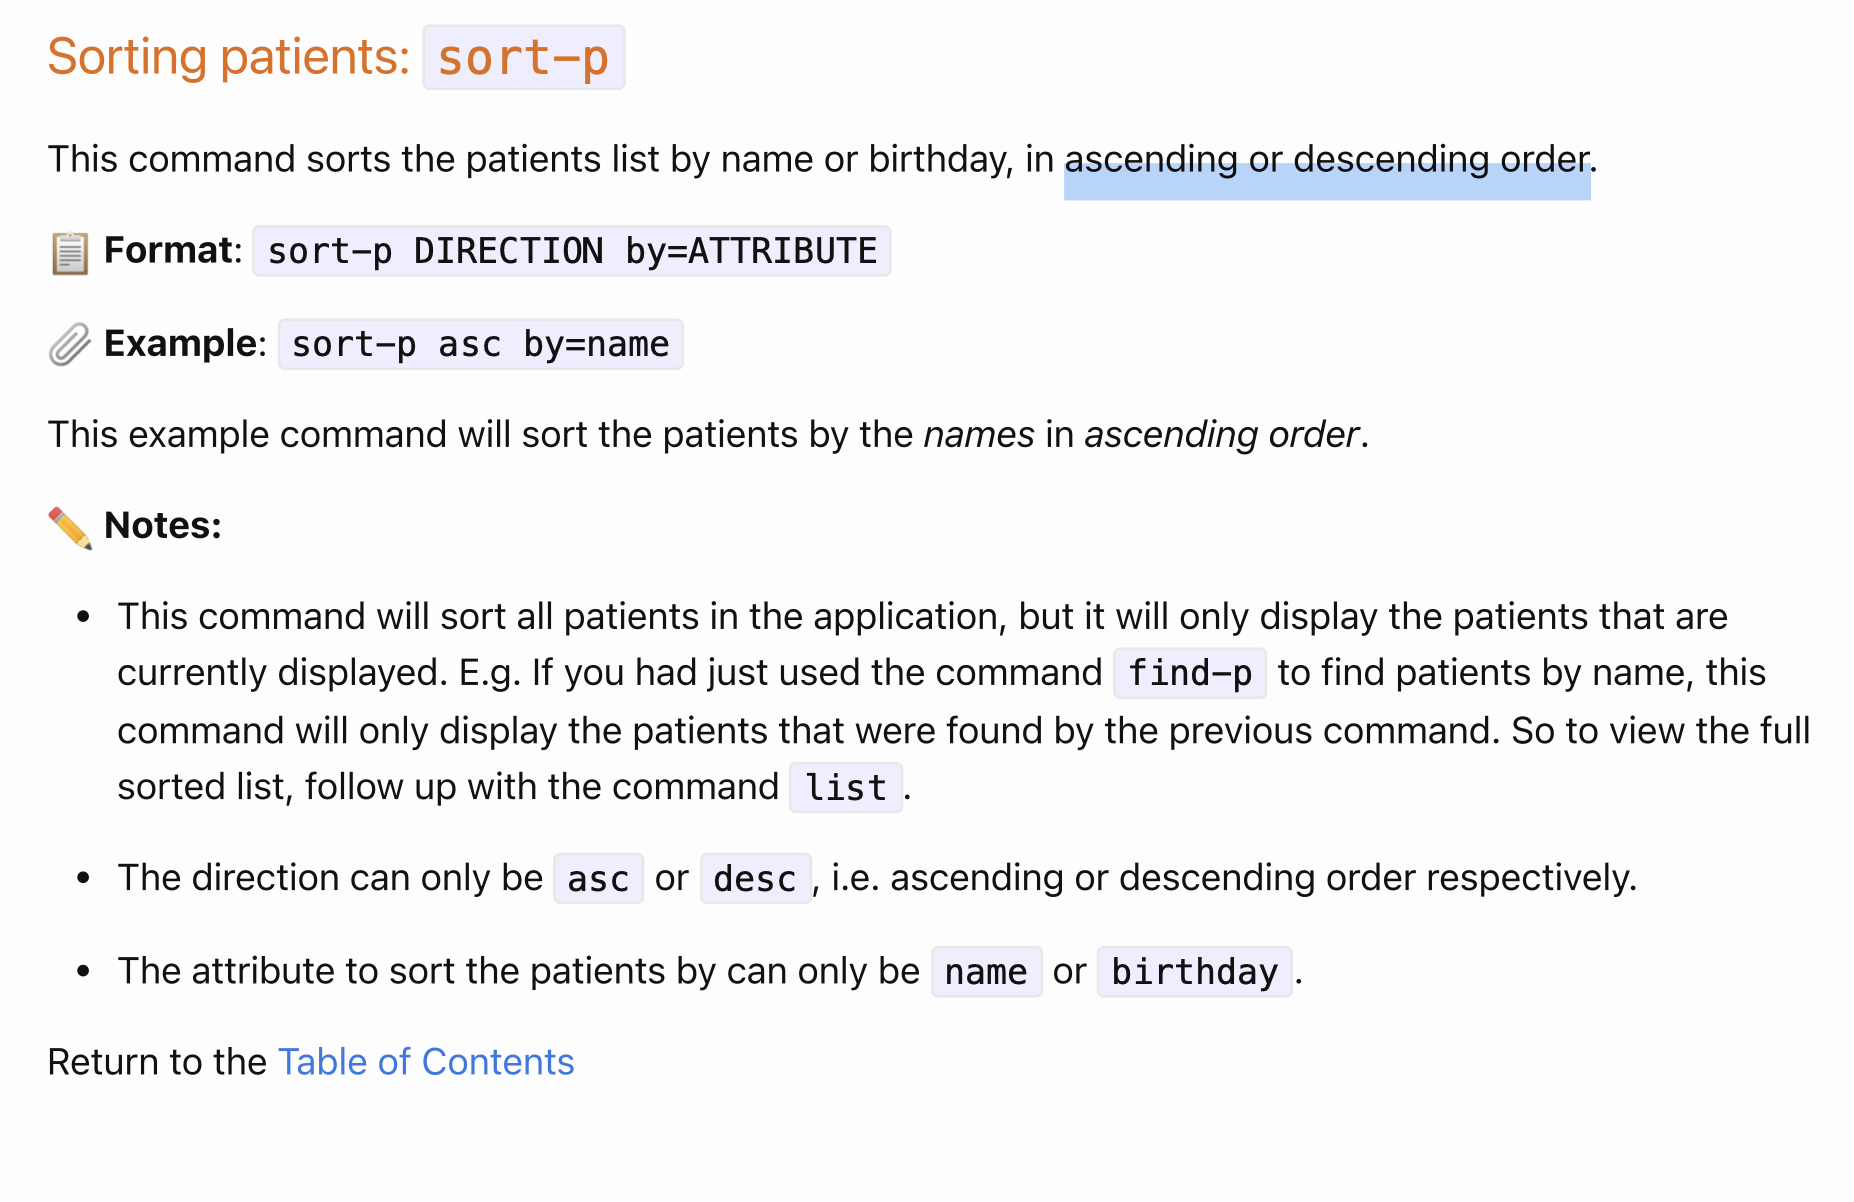 Sorting patients: sort-p
This command sorts the patients list by name or birthday, in ascending or descending order.
Format: sort-p DIRECTION by=ATTRIBUTE
Example: sort-p asc by=name
This example command will sort the patients by the names in ascending order.
Notes:
• This command will sort all patients in the application, but it will only display the patients that are
currently displayed. E.g. If you had just used the command find-p to find patients by name, this
command will only display the patients that were found by the previous command. So to view the full
sorted list, follow up with the command list.
• The direction can only be asc or desc, i.e. ascending or descending order respectively.
• The attribute to sort the patients by can only be name or birthday.
Return to the Table of Contents